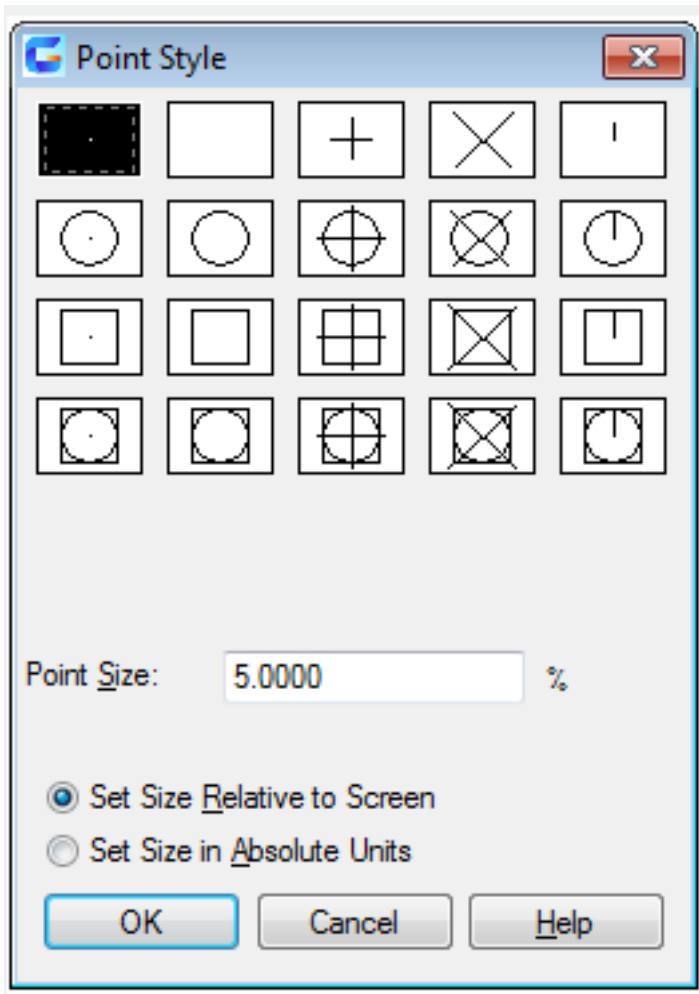 Point Style
Point Size: 5.0000 %
Set Size Relative to Screen
Set Size in Absolute Units
OK Cancel Help